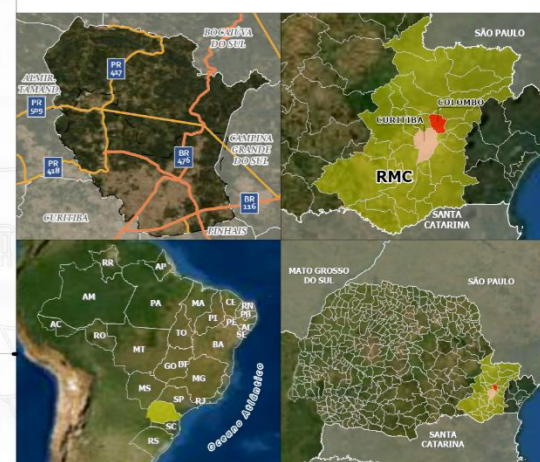 BOCAIÚVA
DO SUL
PR
417
ALMIR.
TAMAND.
PR
509
CAMPINA
GRANDE
DO SUL
BR
476
PR
418
BR
116
CURITIBA
PINHAIS
SÃO PAULO
COLOMBO
CURITIBA
RMC
SANTA
CATARINA
RR
AP
AM
PA
MA
CE
RN
PB
PI
PE
AL
SE
AC
RO
TO
BA
MT
GO
DF
MG
MS
SP
RJ
SC
RS
Oceano Atlântico
MATO GROSSO
DO SUL
SÃO PAULO
SANTA
CATARINA